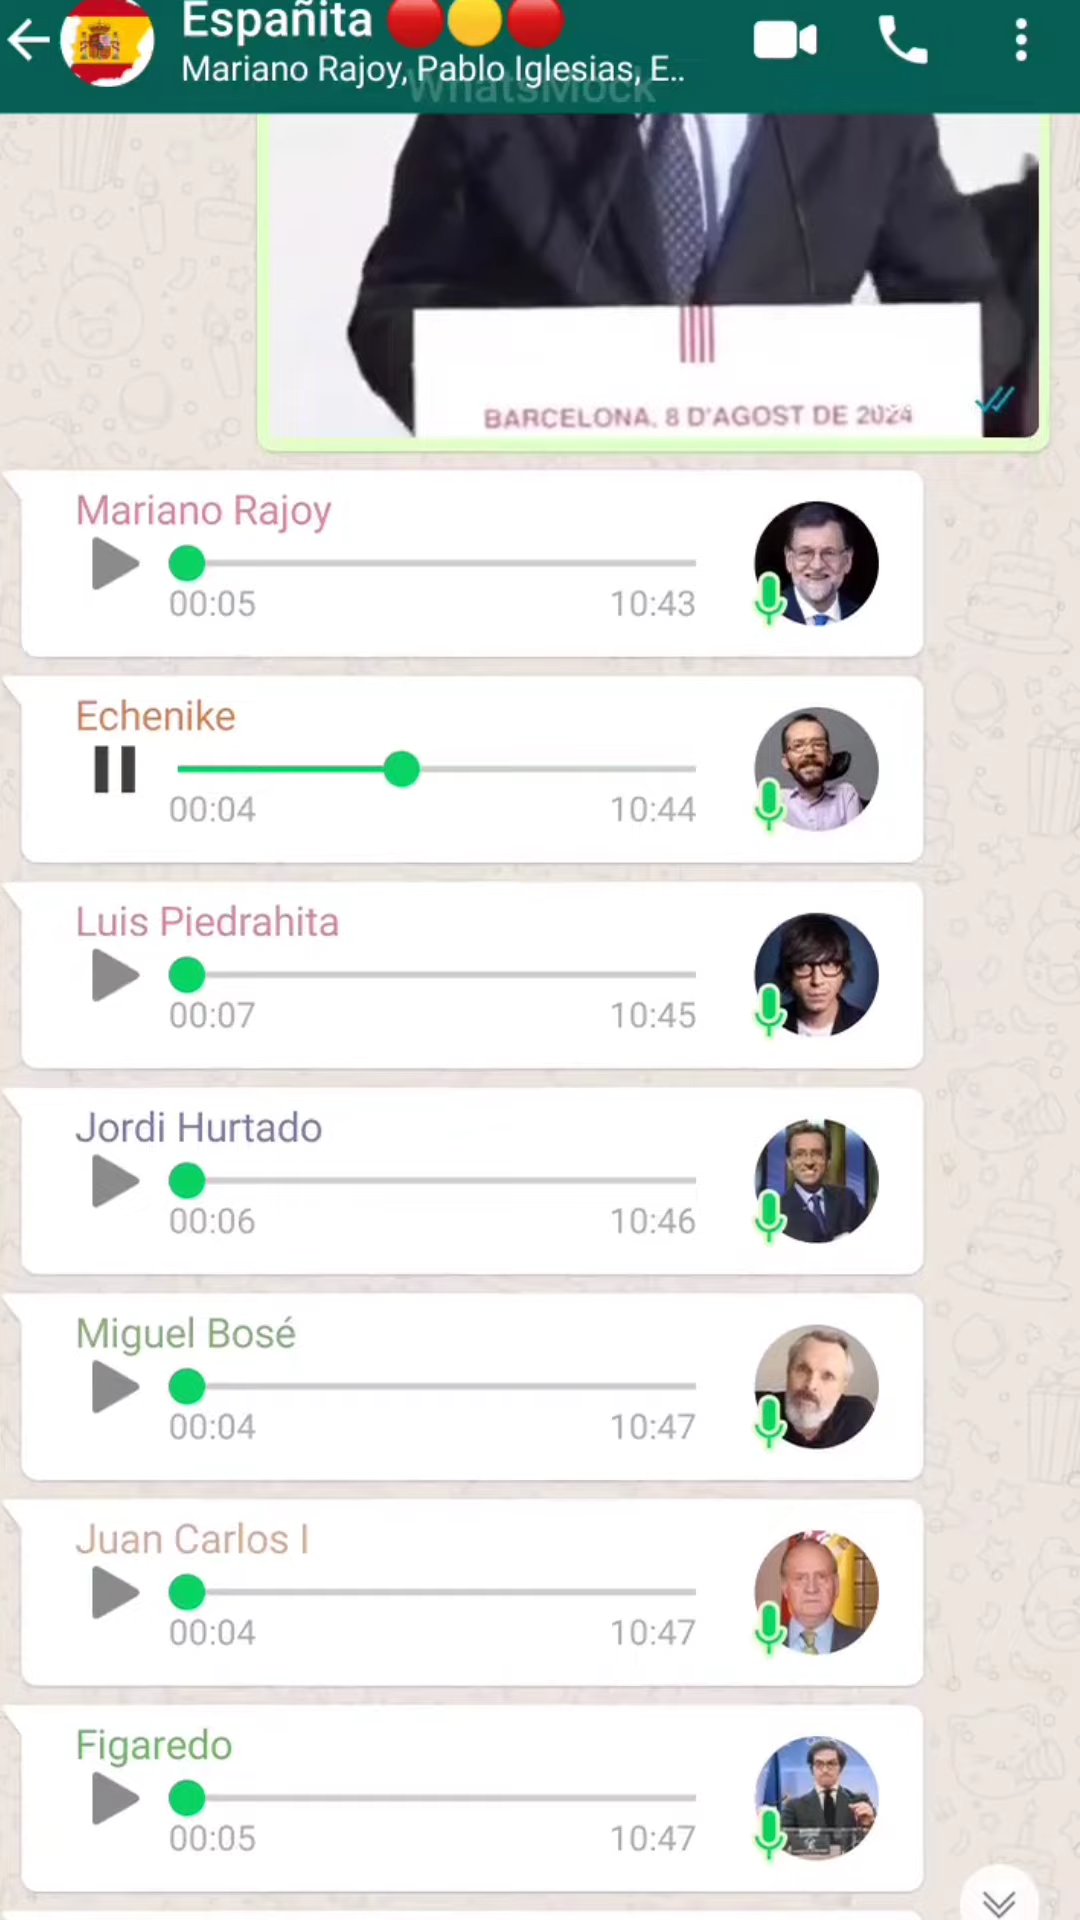 Españita
Mariano Rajoy, Pablo Iglesias, E..
WhatsMock
BARCELONA, 8 D'AGOST DE 2024
Mariano Rajoy
00:05 10:43
Echenike
00:04 10:44
Luis Piedrahita
00:07 10:45
Jordi Hurtado
00:06 10:46
Miguel Bosé
00:04 10:47
Juan Carlos I
00:04 10:47
Figaredo
00:05 10:47